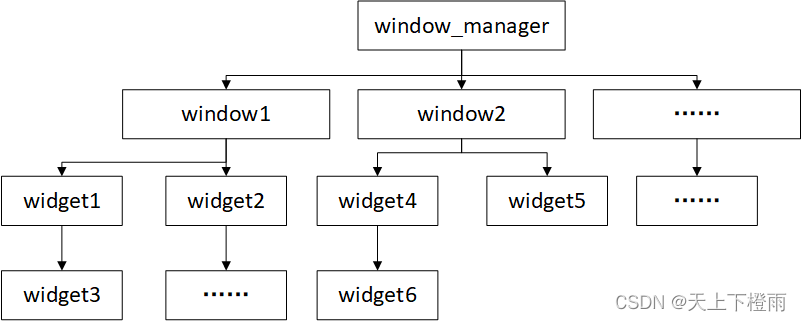 window_manager
window1
window2
······
widget1
widget2
widget4
widget5
······
widget3
······
widget6
CSDN @天上下橙雨